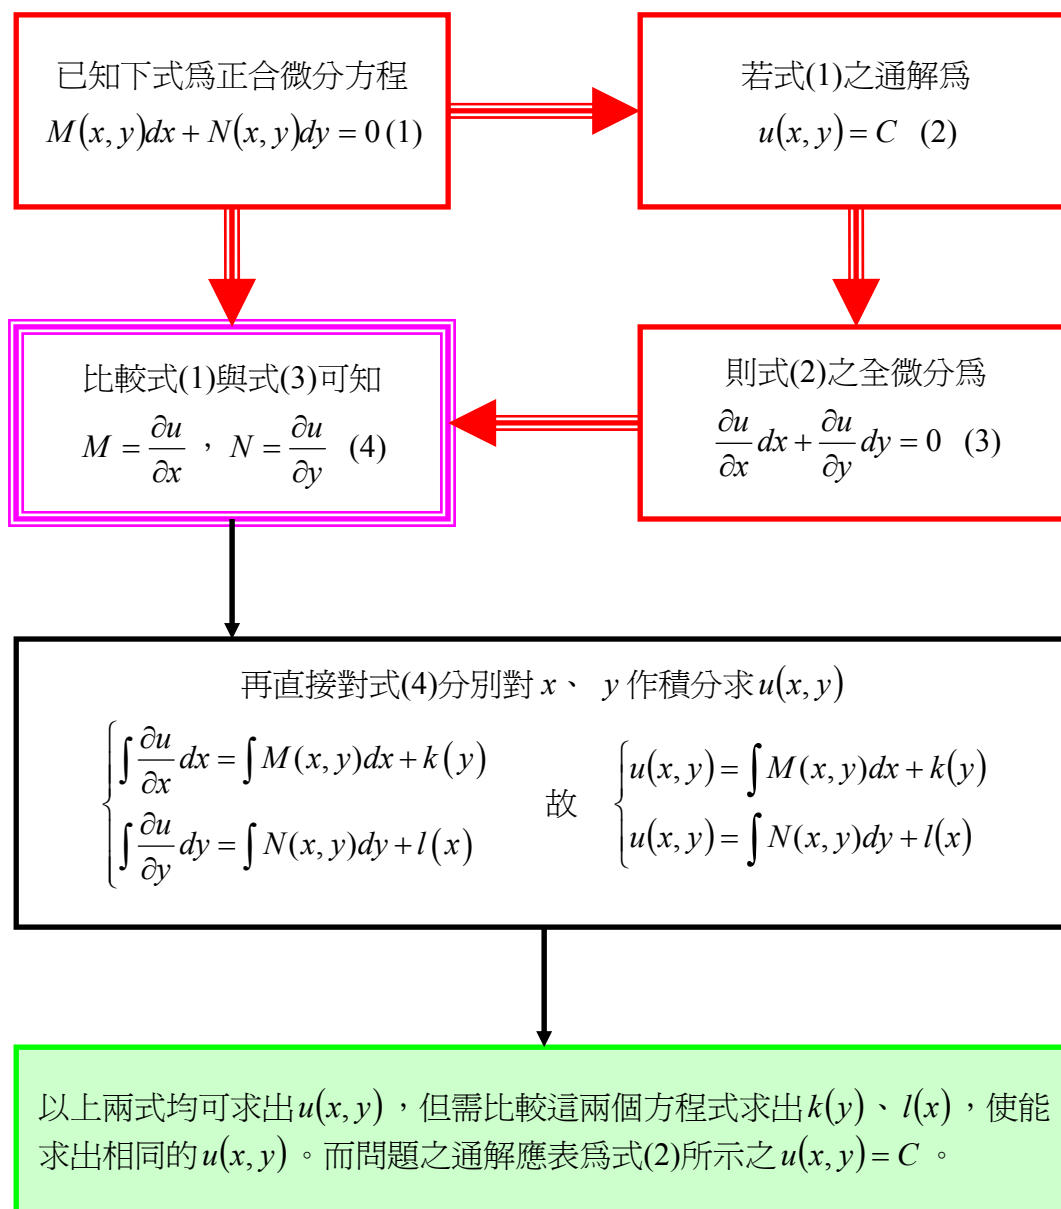 已知下式為正合微分方程
M(x, y)dx + N(x, y)dy = 0 (1)
若式(1)之通解為
u(x, y) = C (2)
則式(2)之全微分為
∂u/∂x dx + ∂u/∂y dy = 0 (3)
比較式(1)與式(3)可知
M = ∂u/∂x ， N = ∂u/∂y (4)
再直接對式(4)分別對 x、 y 作積分求 u(x, y)
{ ∫ ∂u/∂x dx = ∫ M(x, y)dx + k(y)
∫ ∂u/∂y dy = ∫ N(x, y)dy + l(x)
故
{ u(x, y) = ∫ M(x, y)dx + k(y)
u(x, y) = ∫ N(x, y)dy + l(x)
以上兩式均可求出 u(x, y)，但需比較這兩個方程式求出 k(y)、l(x)，使能
求出相同的 u(x, y)。而問題之通解應表為式(2)所示之 u(x, y) = C 。